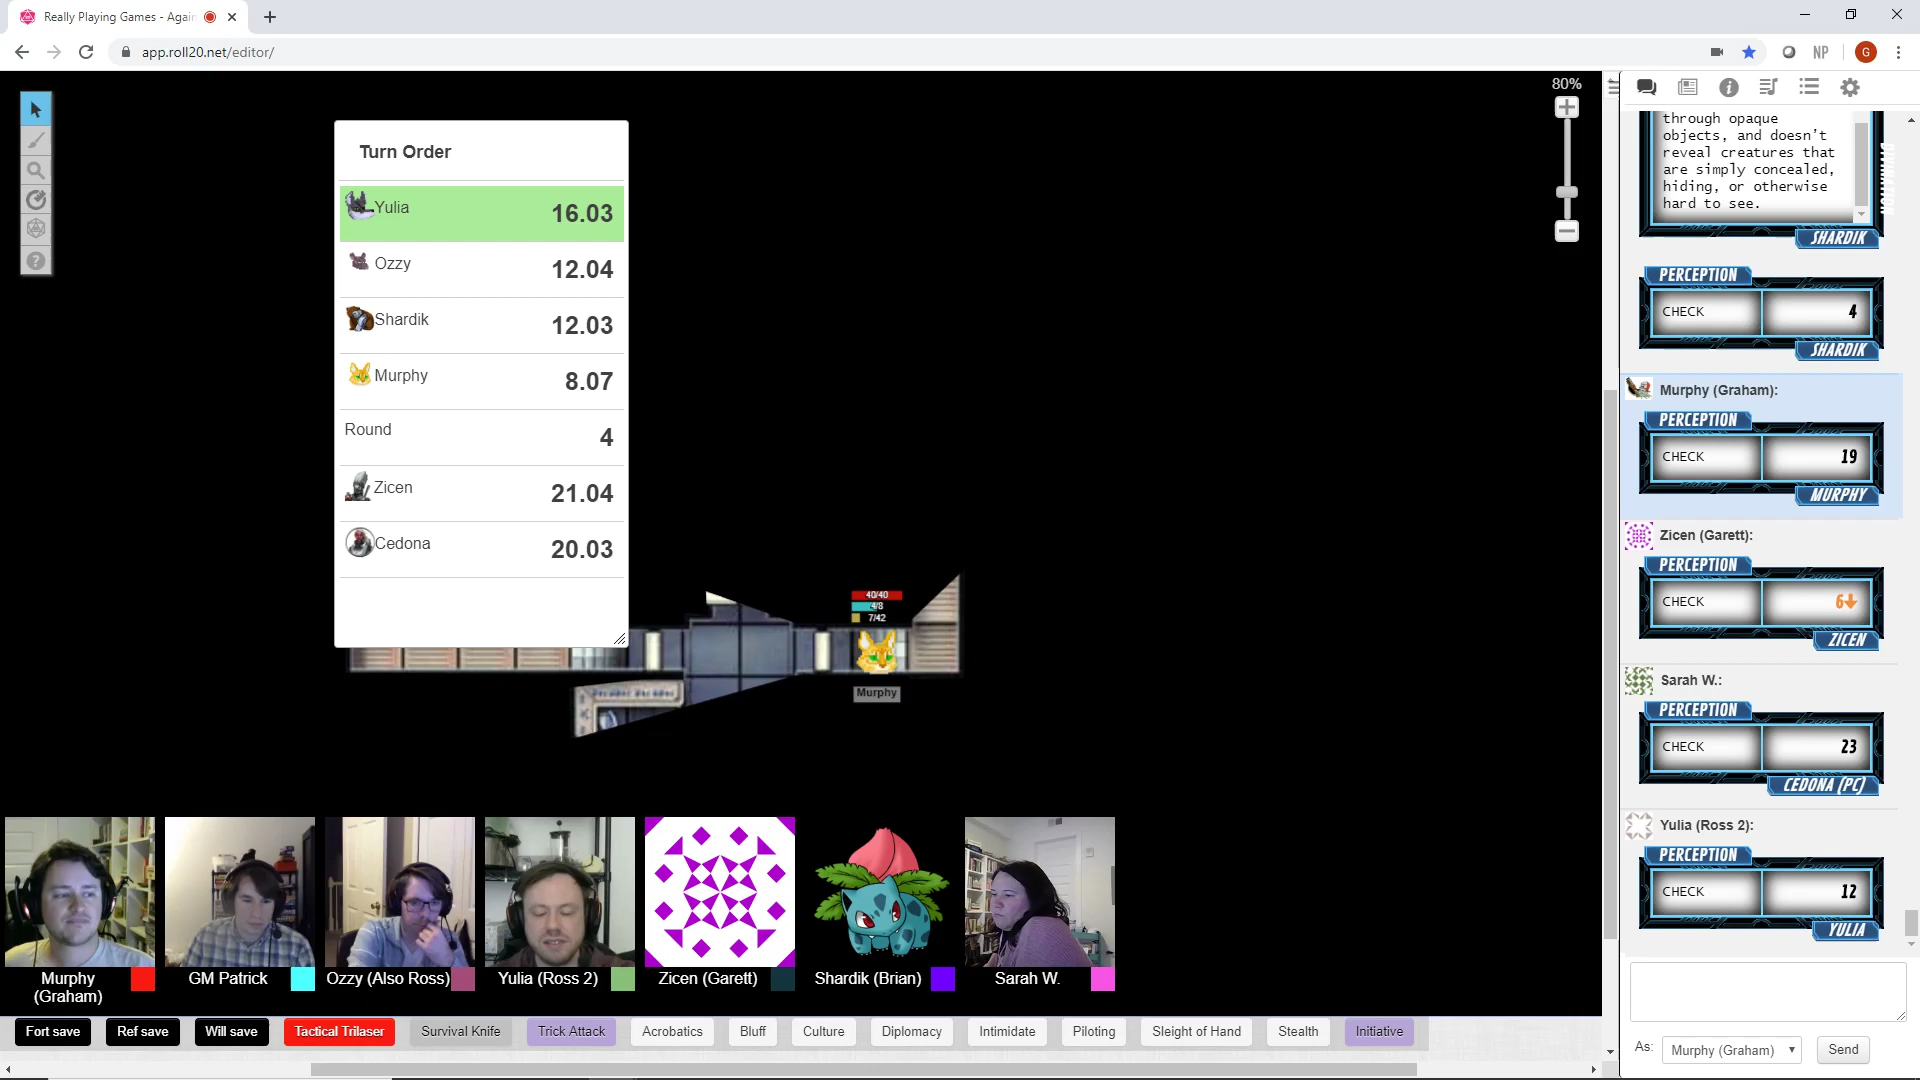 Really Playing Games - Agai
app.roll20.net/editor/
NP
G
80%
Turn Order
Yulia
16.03
Ozzy
12.04
Shardik
12.03
Murphy
8.07
Round
4
Zicen
21.04
Cedona
20.03
40/40
4/8
7/42
Murphy
through opaque
objects, and doesn't
reveal creatures that
are simply concealed,
hiding, or otherwise
hard to see.
DIVINATION
SHARDIK
PERCEPTION
CHECK
4
SHARDIK
Murphy (Graham):
PERCEPTION
CHECK
19
MURPHY
Zicen (Garett):
PERCEPTION
CHECK
6
ZICEN
Sarah W.:
PERCEPTION
CHECK
23
CEDONA (PC)
Yulia (Ross 2):
PERCEPTION
CHECK
12
YULIA
Murphy
(Graham)
GM Patrick
Ozzy (Also Ross)
Yulia (Ross 2)
Zicen (Garett)
Shardik (Brian)
Sarah W.
Fort save
Ref save
Will save
Tactical Trilaser
Survival Knife
Trick Attack
Acrobatics
Bluff
Culture
Diplomacy
Intimidate
Piloting
Sleight of Hand
Stealth
Initiative
As:
Murphy (Graham)
Send